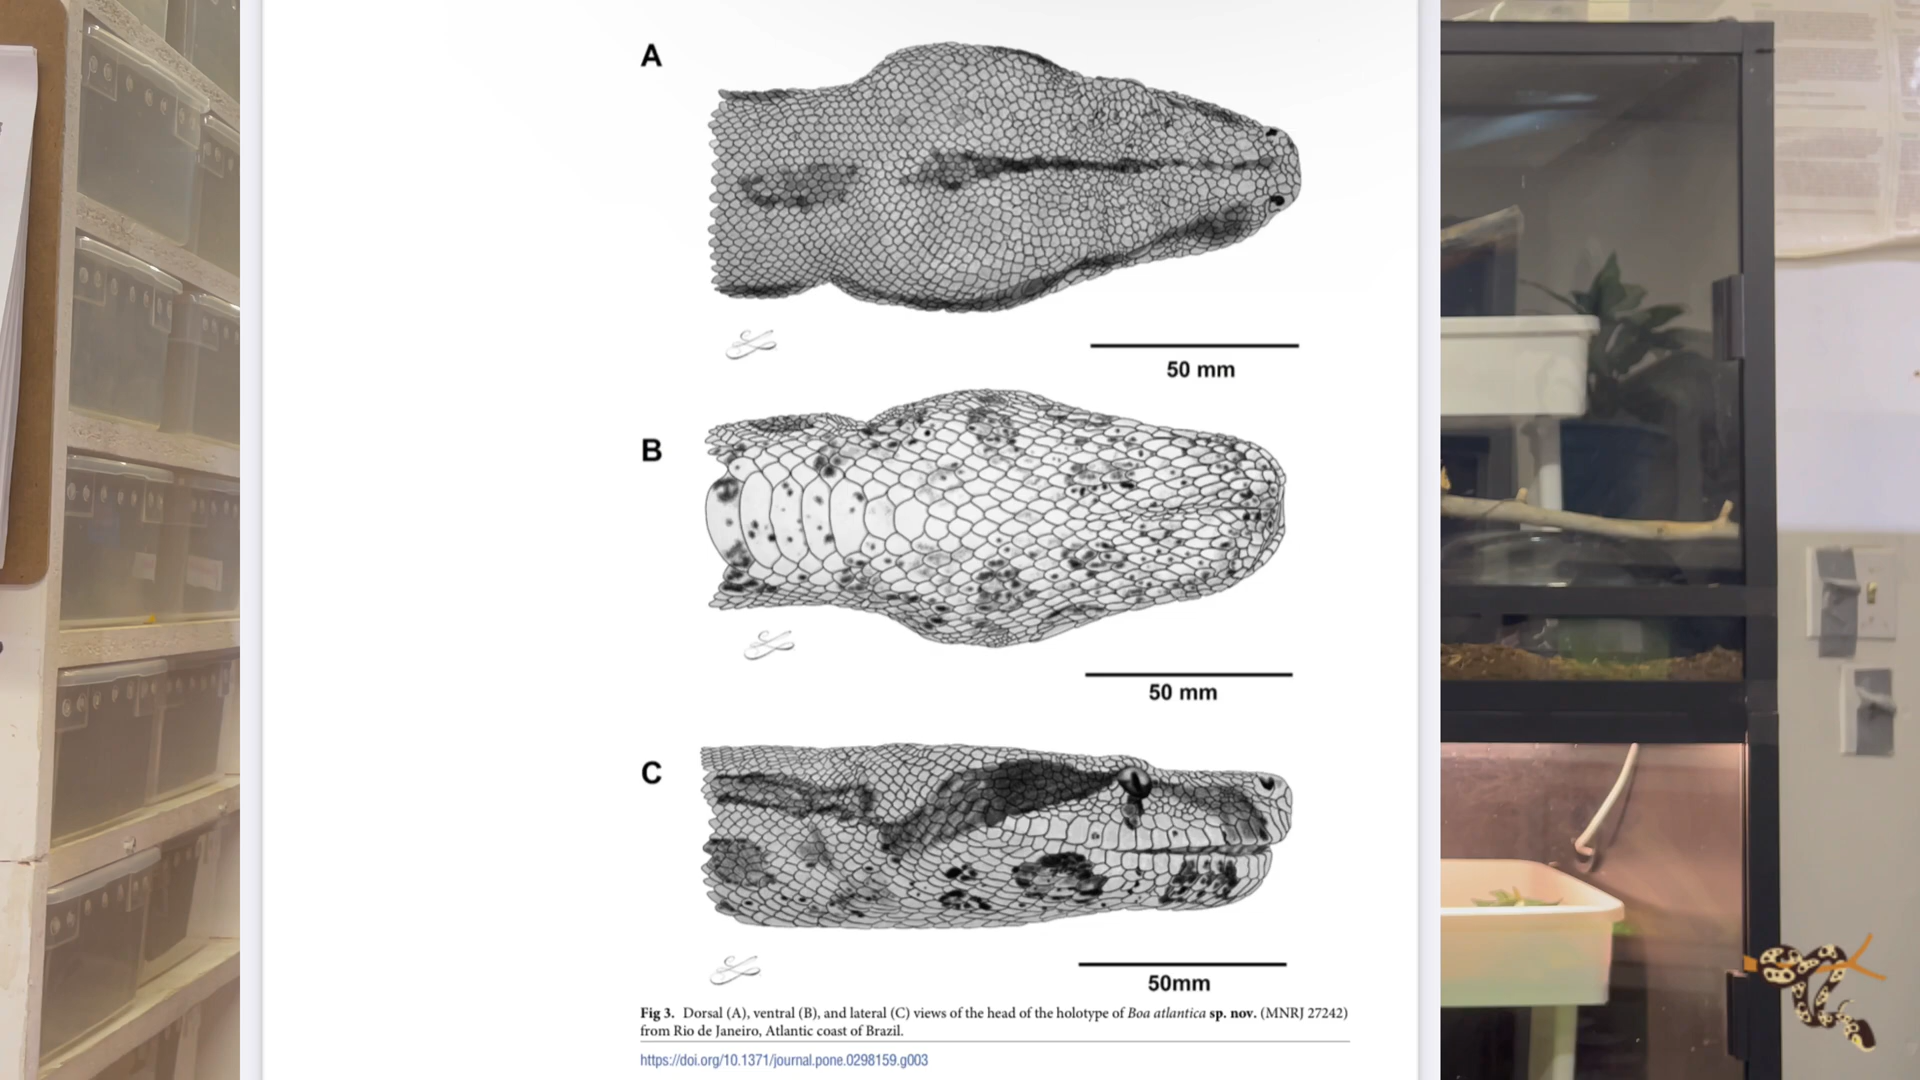 A
50 mm
B
50 mm
C
50mm
Fig 3. Dorsal (A), ventral (B), and lateral (C) views of the head of the holotype of Boa atlantica sp. nov. (MNRJ 27242)
from Rio de Janeiro, Atlantic coast of Brazil.
https://doi.org/10.1371/journal.pone.0298159.g003